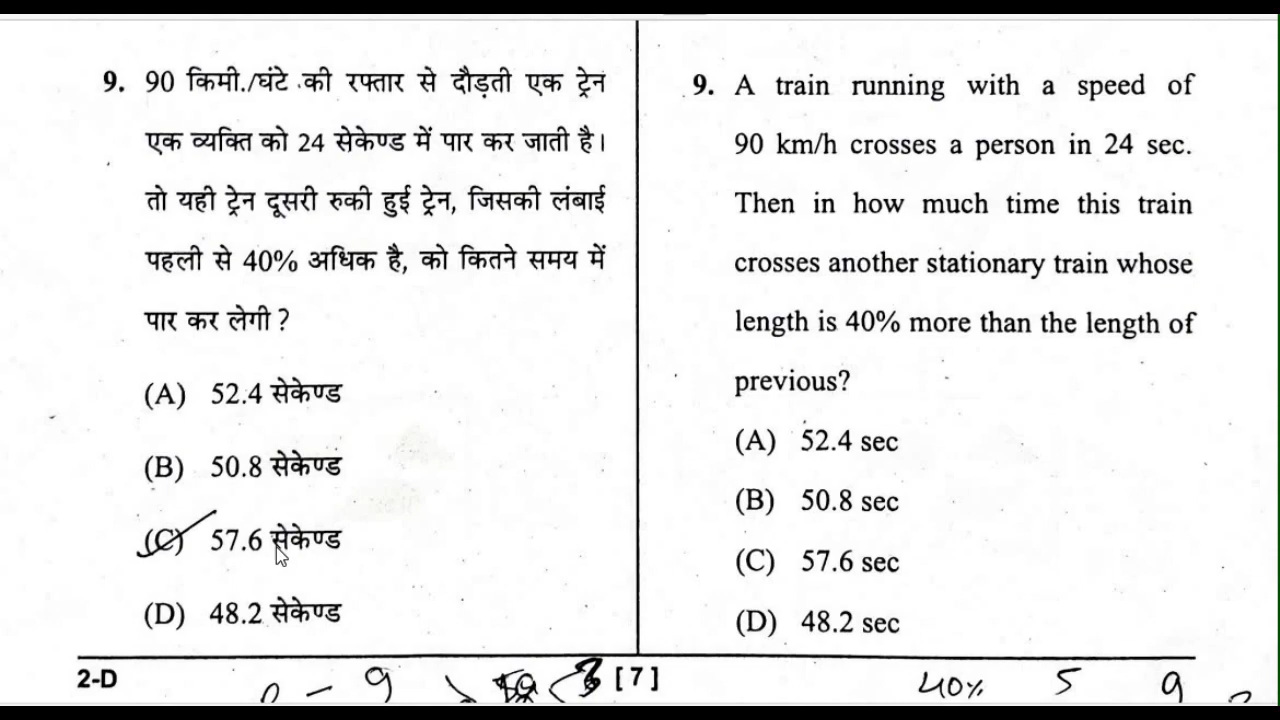 9. 90 किमी./घंटे की रफ्तार से दौड़ती एक ट्रेन
एक व्यक्ति को 24 सेकेण्ड में पार कर जाती है।
तो यही ट्रेन दूसरी रुकी हुई ट्रेन, जिसकी लंबाई
पहली से 40% अधिक है, को कितने समय में
पार कर लेगी ?
(A) 52.4 सेकेण्ड
(B) 50.8 सेकेण्ड
(C) 57.6 सेकेण्ड
(D) 48.2 सेकेण्ड
9. A train running with a speed of
90 km/h crosses a person in 24 sec.
Then in how much time this train
crosses another stationary train whose
length is 40% more than the length of
previous?
(A) 52.4 sec
(B) 50.8 sec
(C) 57.6 sec
(D) 48.2 sec
2-D
[7]
9
40% 5 9